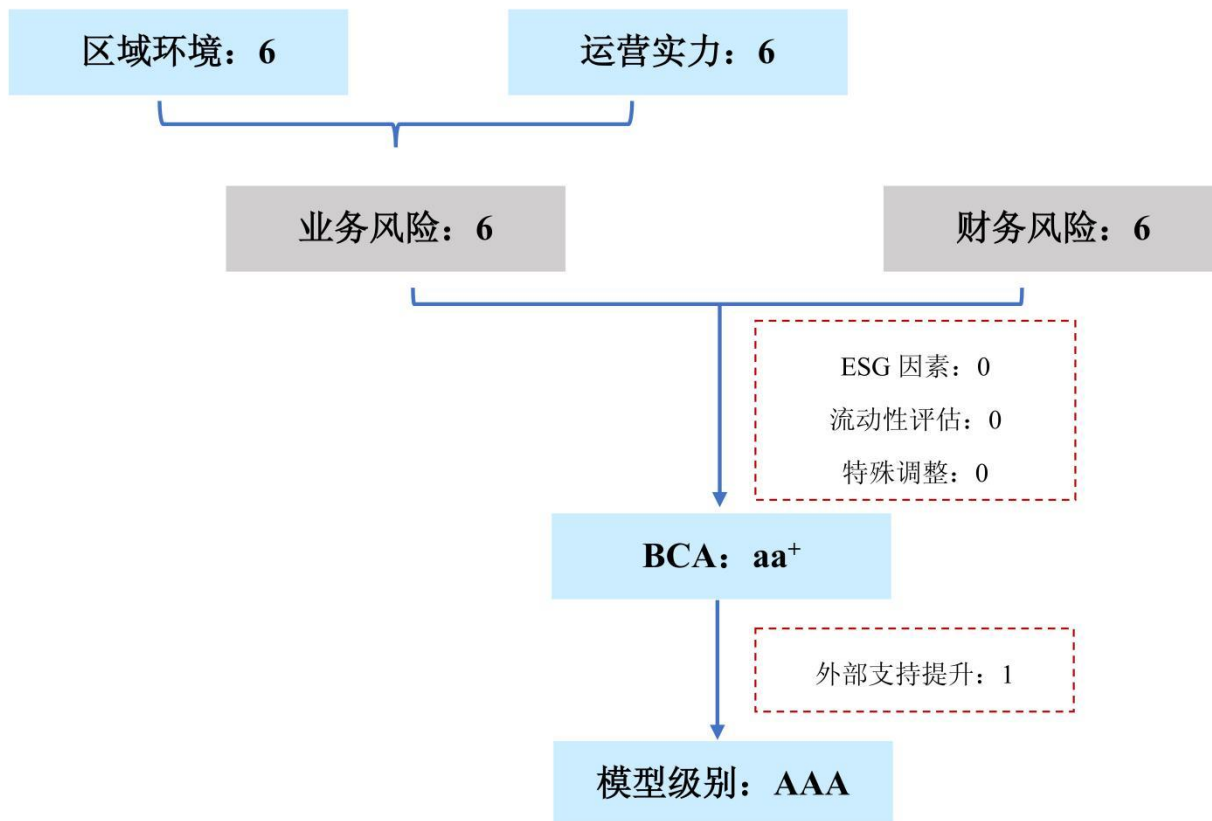 区域环境：6
运营实力：6
业务风险：6
财务风险：6
ESG 因素：0
流动性评估：0
特殊调整：0
BCA：aa⁺
外部支持提升：1
模型级别：AAA